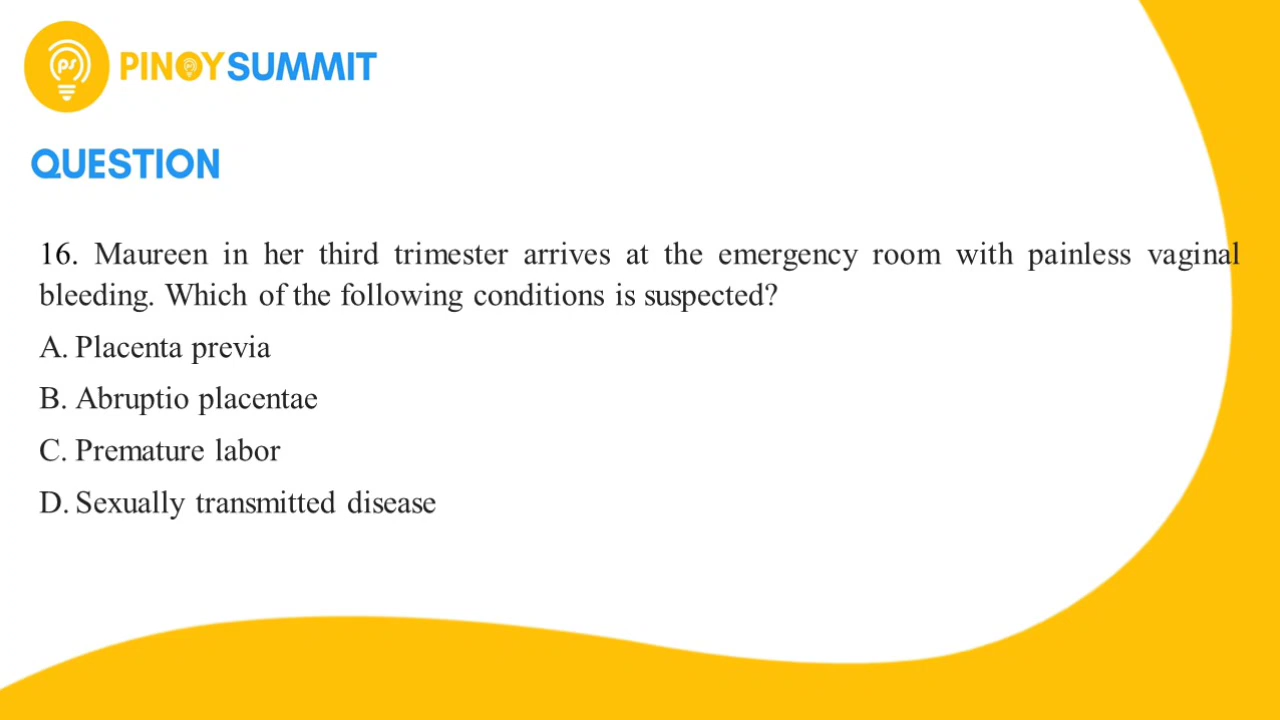 PINOYSUMMIT
QUESTION
16. Maureen in her third trimester arrives at the emergency room with painless vaginal
bleeding. Which of the following conditions is suspected?
A. Placenta previa
B. Abruptio placentae
C. Premature labor
D. Sexually transmitted disease